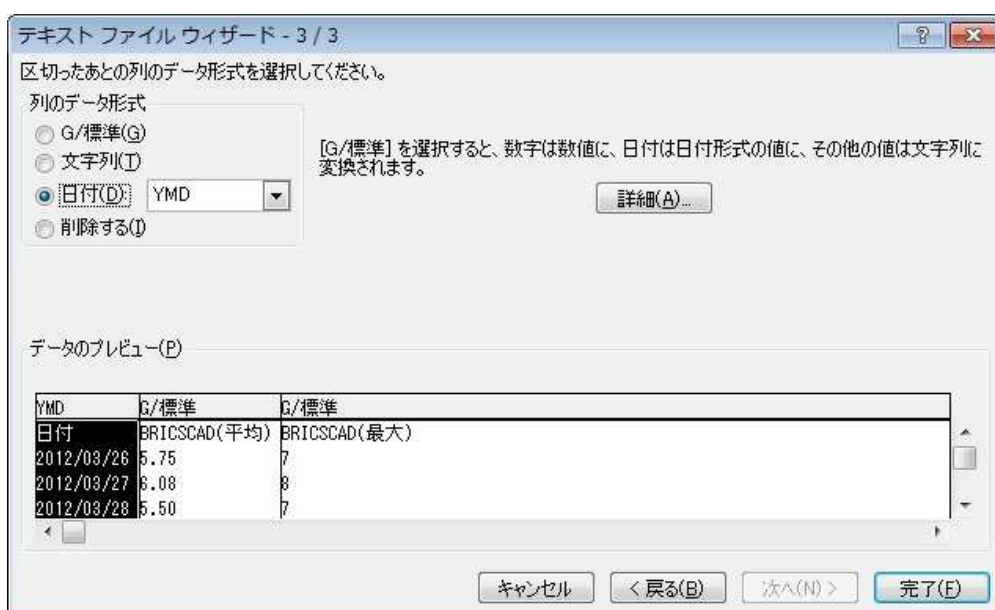 テキスト ファイル ウィザード - 3 / 3
区切ったあとの列のデータ形式を選択してください。
列のデータ形式
G/標準(G)
文字列(T)
日付(D): YMD
削除する(I)
[G/標準] を選択すると、数字は数値に、日付は日付形式の値に、その他の値は文字列に
変換されます。
詳細(A)...
データのプレビュー(P)
YMD G/標準 G/標準
日付 BRICSCAD(平均) BRICSCAD(最大)
2012/03/26 5.75 7
2012/03/27 6.08 8
2012/03/28 5.50 7
キャンセル < 戻る(B) 次へ(N) > 完了(F)